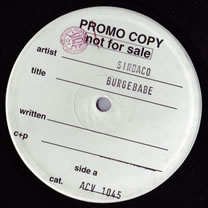 PROMO COPY
not for sale
artist SINDACO
title BURGEBABE
written
c+p
side a
cat. ACV 1045